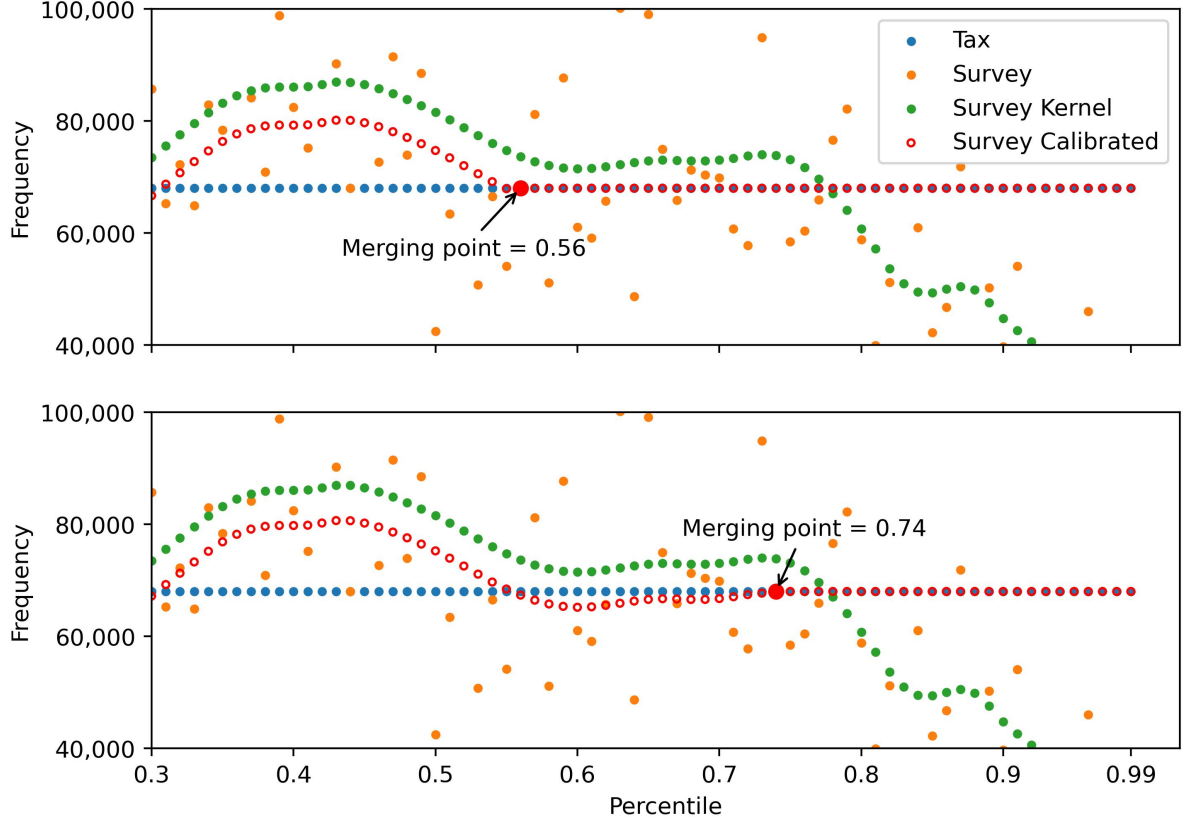 100,000
80,000
60,000
40,000
Frequency
Tax
Survey
Survey Kernel
Survey Calibrated
Merging point = 0.56
100,000
80,000
60,000
40,000
Frequency
Merging point = 0.74
0.3 0.4 0.5 0.6 0.7 0.8 0.9 0.99
Percentile